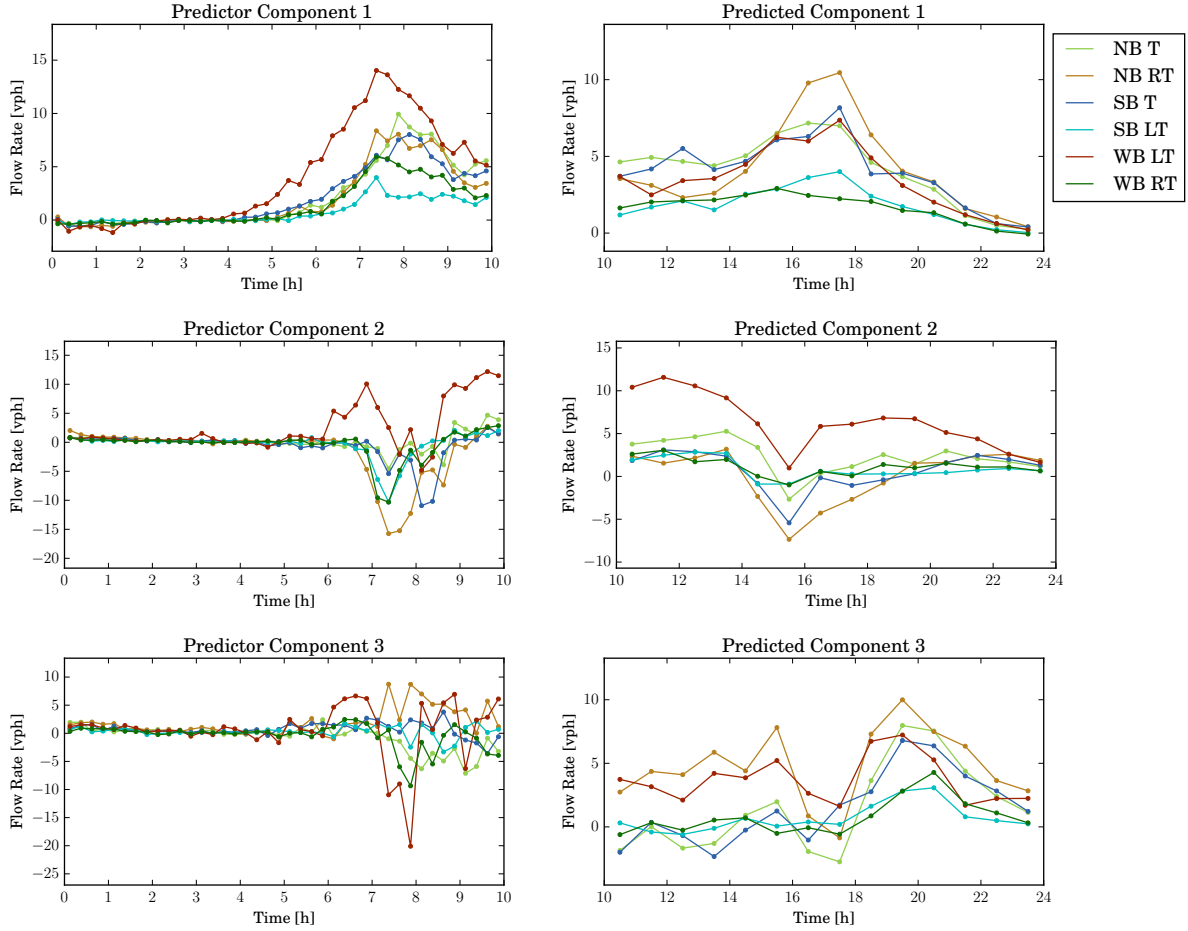 Predictor Component 1
Flow Rate [vph]
15
10
5
0
0 1 2 3 4 5 6 7 8 9 10
Time [h]
Predicted Component 1
Flow Rate [vph]
10
5
0
10 12 14 16 18 20 22 24
Time [h]
NB T
NB RT
SB T
SB LT
WB LT
WB RT
Predictor Component 2
Flow Rate [vph]
15
10
5
0
−5
−10
−15
−20
0 1 2 3 4 5 6 7 8 9 10
Time [h]
Predicted Component 2
Flow Rate [vph]
15
10
5
0
−5
−10
10 12 14 16 18 20 22 24
Time [h]
Predictor Component 3
Flow Rate [vph]
10
5
0
−5
−10
−15
−20
−25
0 1 2 3 4 5 6 7 8 9 10
Time [h]
Predicted Component 3
Flow Rate [vph]
10
5
0
10 12 14 16 18 20 22 24
Time [h]